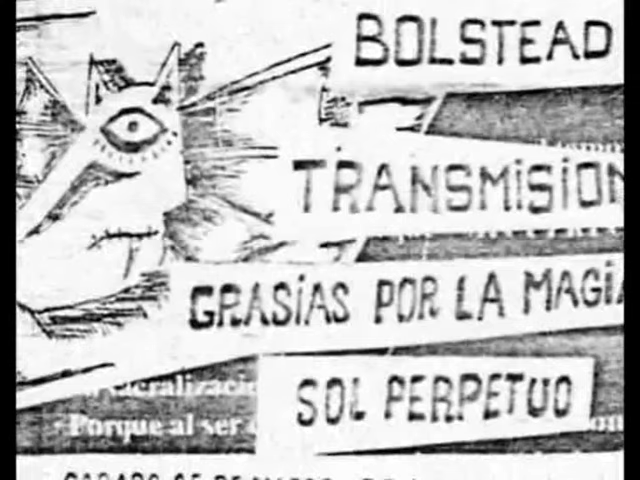 BOLSTEAD
TRANSMiSiON
GRASiAS POR LA MAGiA
SOL PERPETUO
Porque al ser